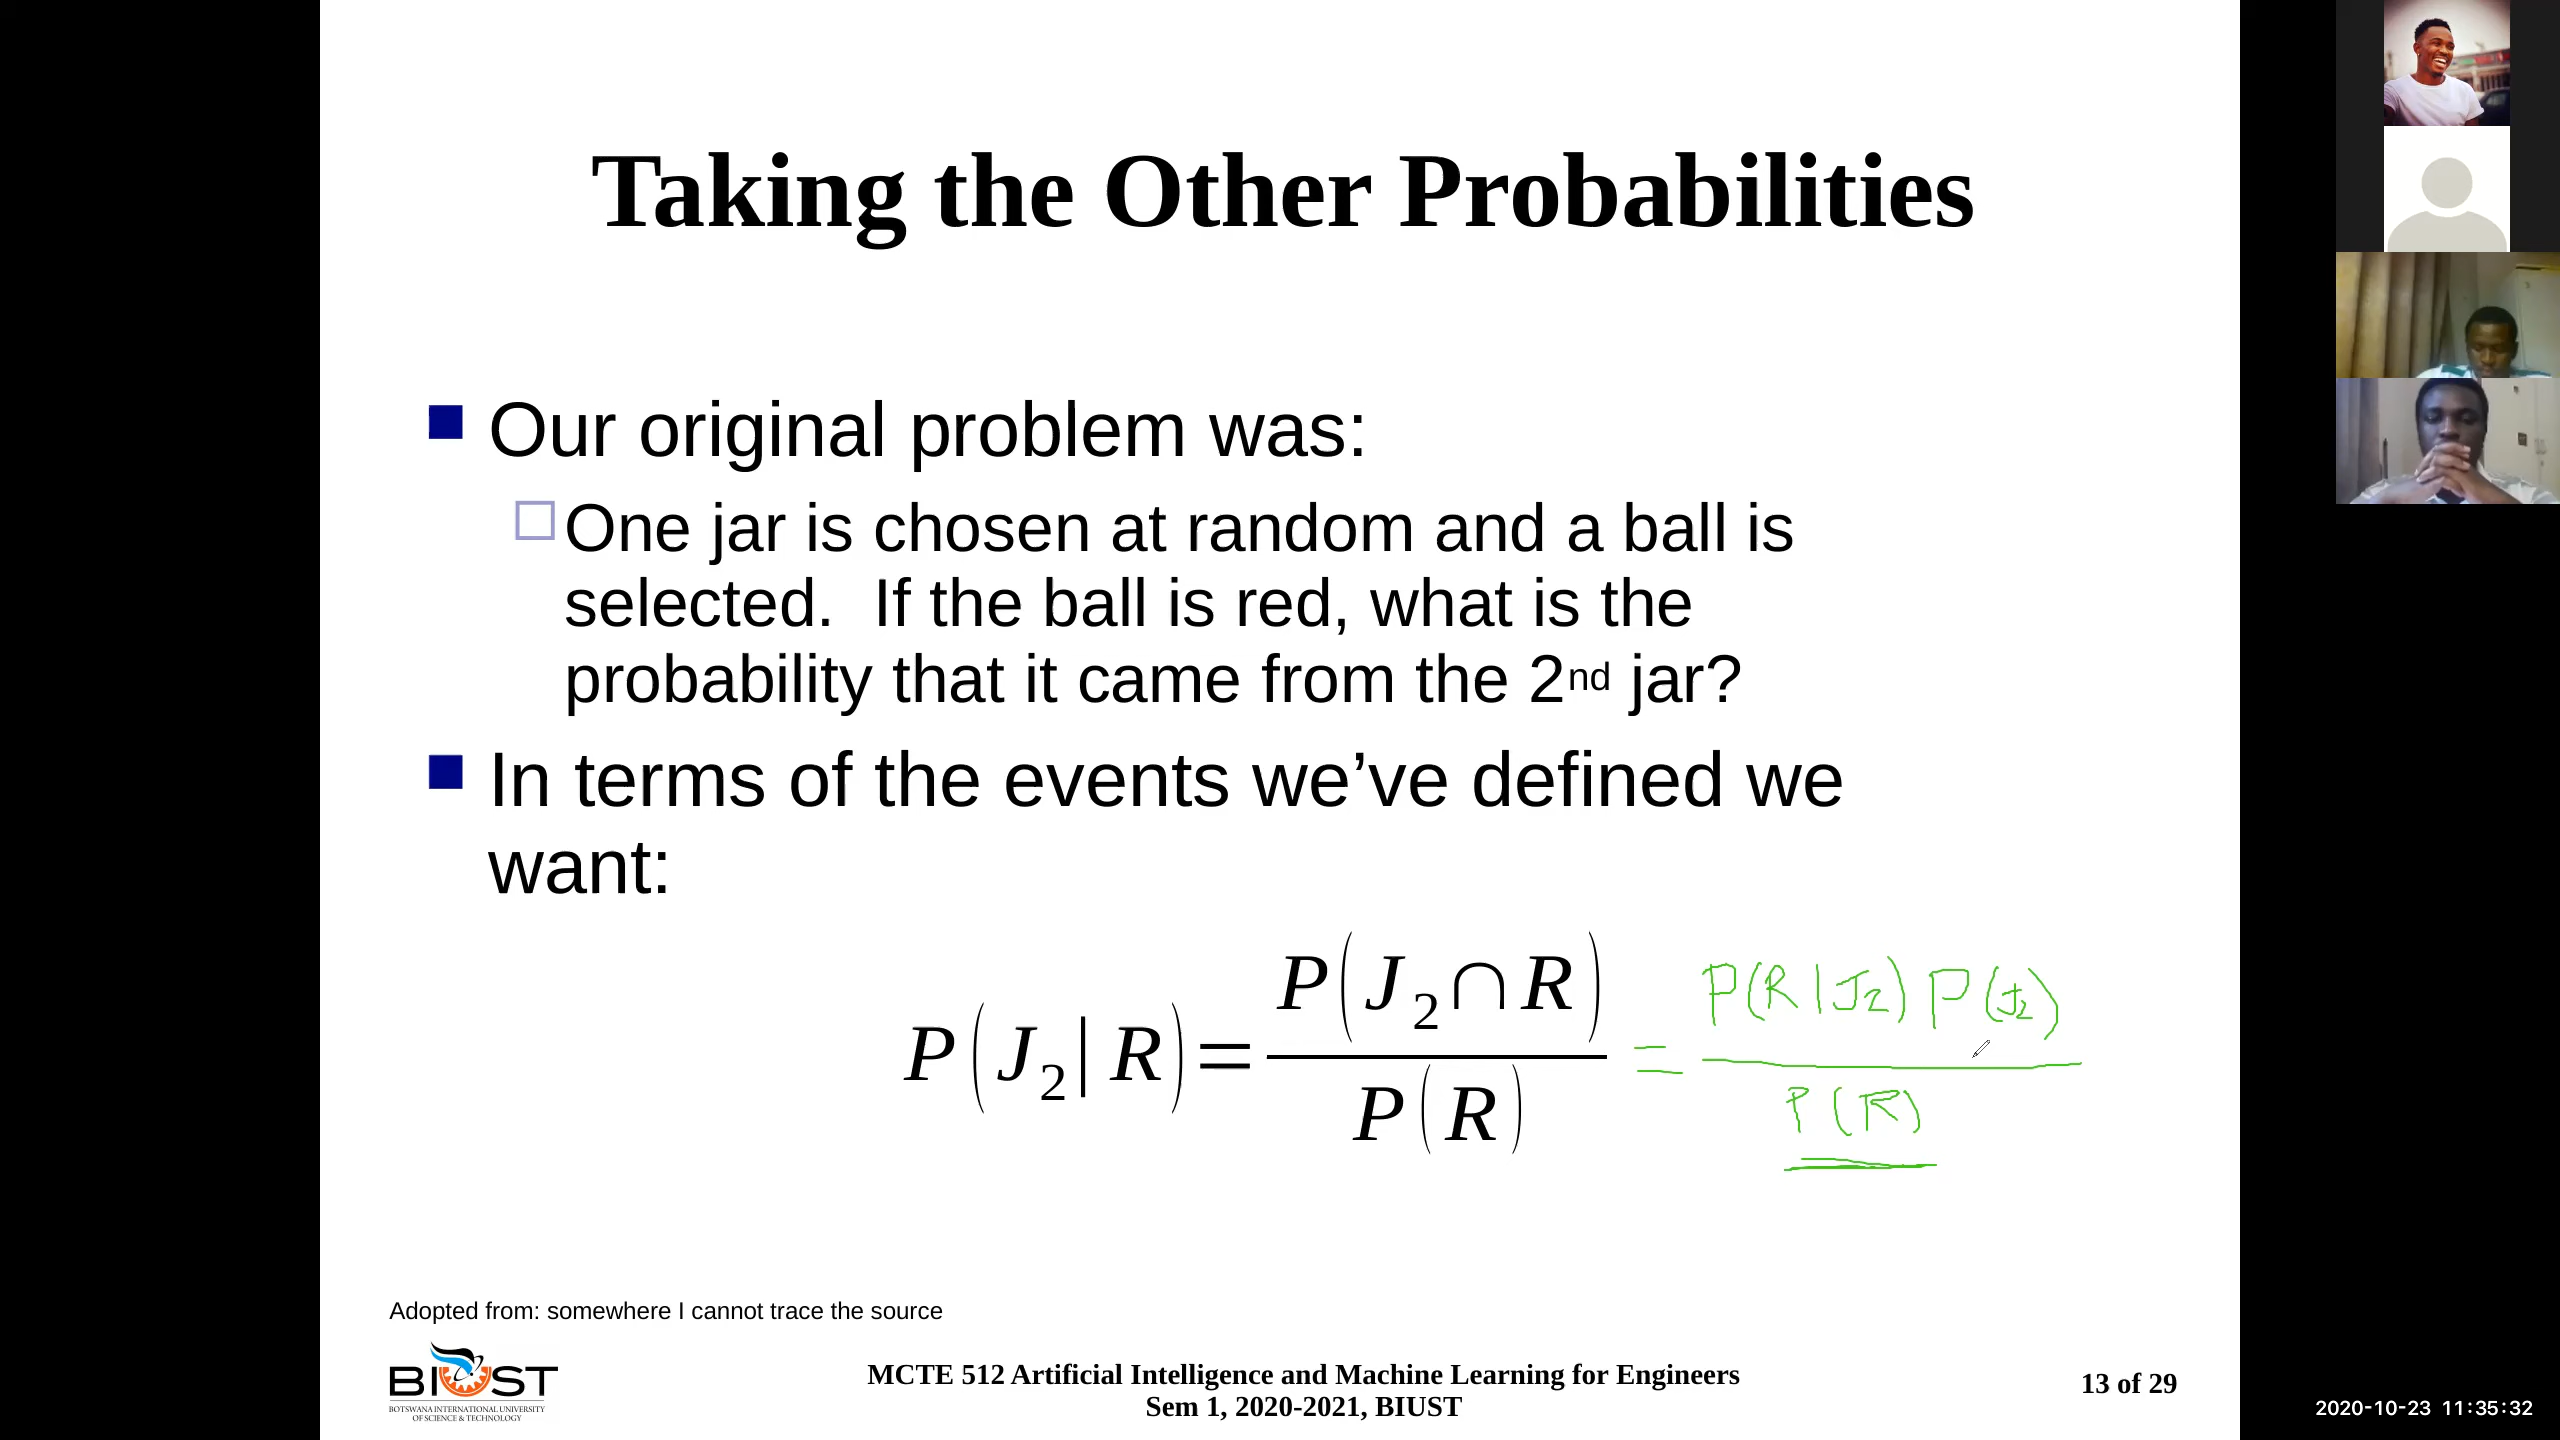 Taking the Other Probabilities
Our original problem was:
One jar is chosen at random and a ball is
selected. If the ball is red, what is the
probability that it came from the 2nd jar?
In terms of the events we’ve defined we
want:
P(J2| R)=P(J2∩R)/P(R) = P(R|J2) P(J2)/P(R)
Adopted from: somewhere I cannot trace the source
BIUST
BOTSWANA INTERNATIONAL UNIVERSITY
OF SCIENCE & TECHNOLOGY
MCTE 512 Artificial Intelligence and Machine Learning for Engineers
Sem 1, 2020-2021, BIUST
13 of 29
2020-10-23 11:35:32